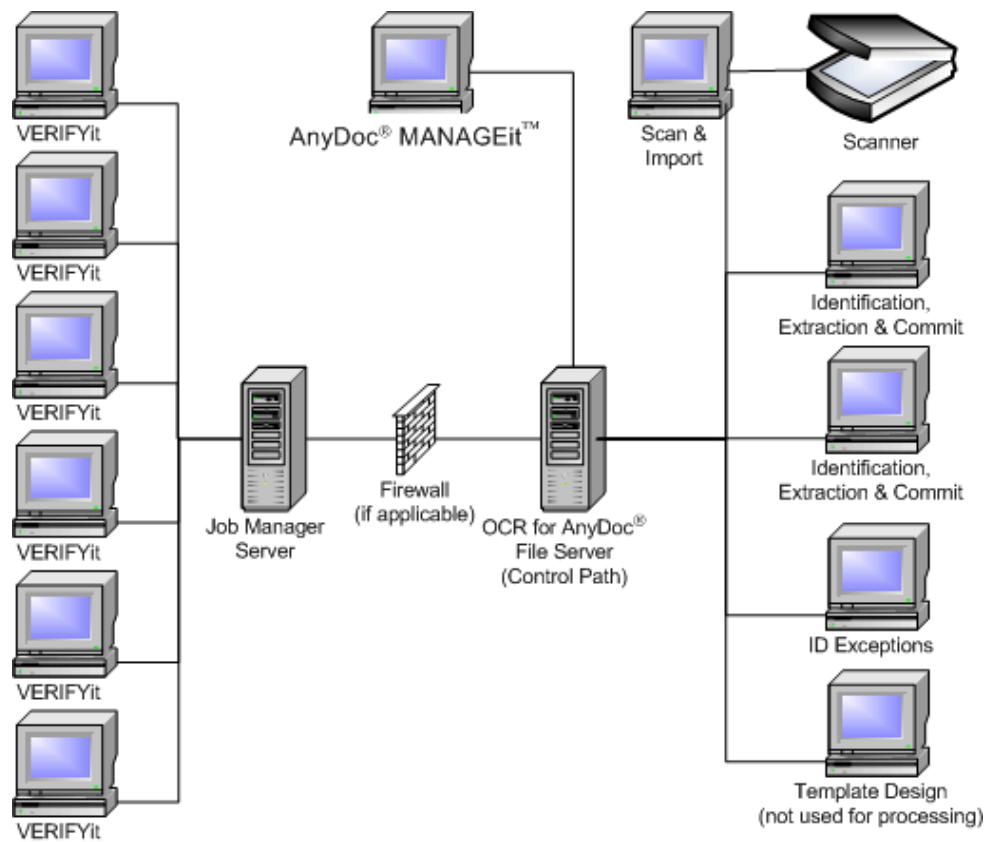 VERIFYit
VERIFYit
VERIFYit
VERIFYit
VERIFYit
VERIFYit
AnyDoc® MANAGEit™
Job Manager
Server
Firewall
(if applicable)
OCR for AnyDoc®
File Server
(Control Path)
Scan &
Import
Scanner
Identification,
Extraction & Commit
Identification,
Extraction & Commit
ID Exceptions
Template Design
(not used for processing)